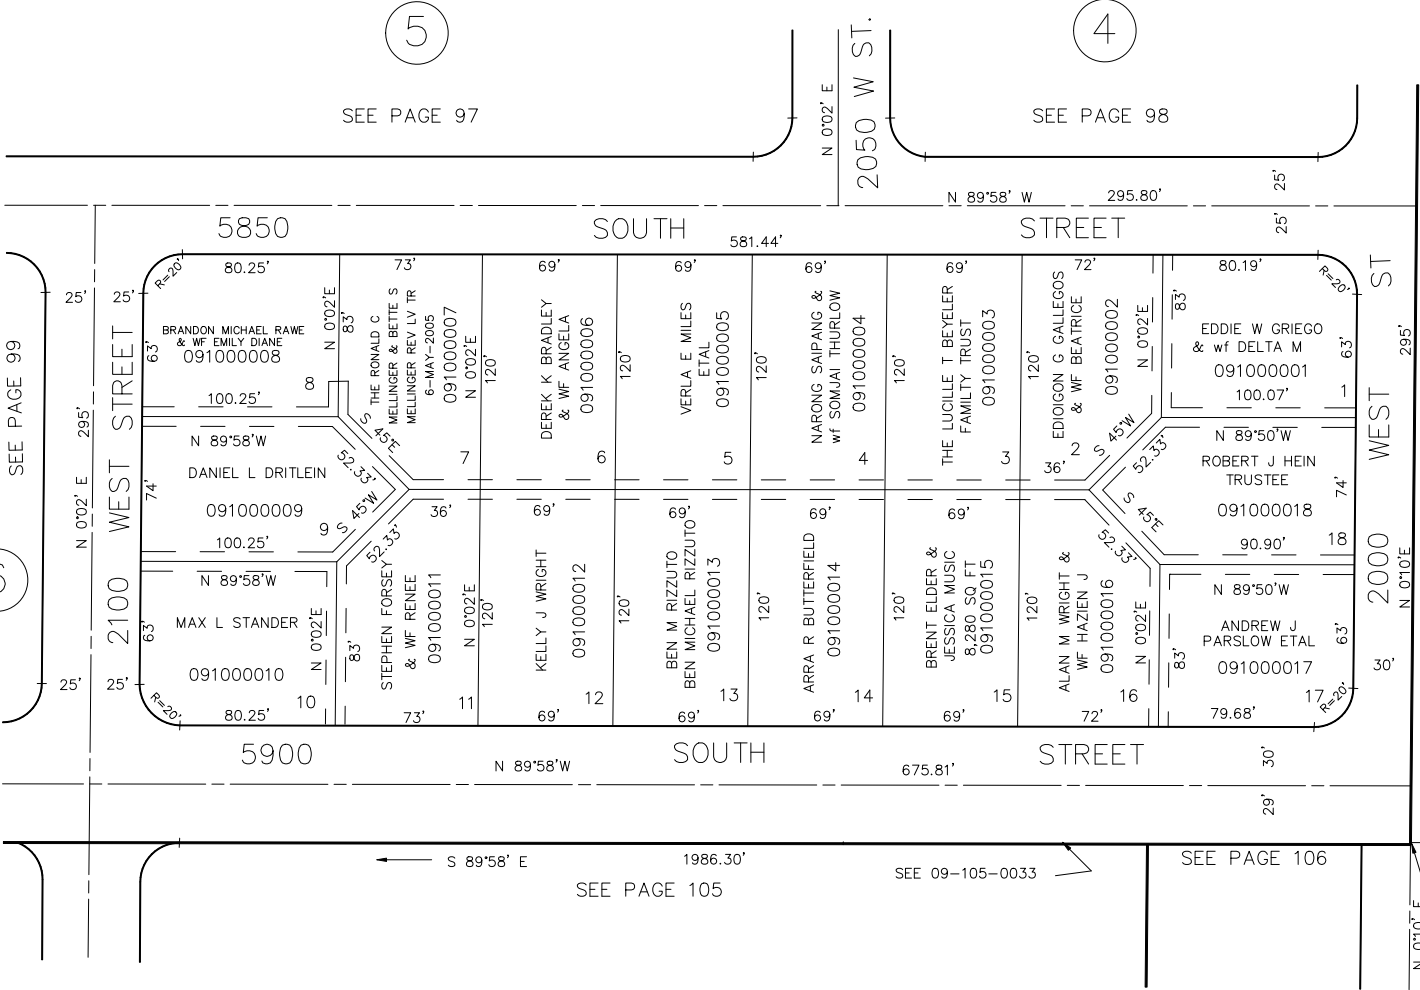 5
4
SEE PAGE 97
SEE PAGE 98
N 0°02' E
2050 W ST.
N 89°58' W
295.80'
25'
25'
5850
SOUTH
STREET
581.44'
25'
25'
R=20'
80.25'
73'
69'
69'
69'
69'
72'
80.19'
R=20'
SEE PAGE 99
295'
N 0°02' E
2100 WEST STREET
63'
BRANDON MICHAEL RAWE
& WF EMILY DIANE
091000008
N 0°02'E
83'
8
100.25'
THE RONALD C
MELLINGER & BETTE S
MELLINGER REV LV TR
6-MAY-2005
091000007
N 0°02'E
120'
7
S 45°E
DEREK K BRADLEY
& WF ANGELA
091000006
120'
6
VERLA E MILES
ETAL
091000005
120'
5
NARONG SAIPANG &
wf SOMJAI THURLOW
091000004
120'
4
THE LUCILLE T BEYELER
FAMILTY TRUST
091000003
120'
3
EDIOIGON G GALLEGOS
& WF BEATRICE
091000002
N 0°02'E
2
36'
S 45°W
83'
EDDIE W GRIEGO
& wf DELTA M
091000001
100.07'
1
63'
295'
2000 WEST ST
N 89°58'W
52.33'
DANIEL L DRITLEIN
74'
091000009
9
S 45°W
100.25'
52.33'
N 89°50'W
ROBERT J HEIN
TRUSTEE
091000018
74'
S 45°E
90.90'
18
N 0°10'E
N 89°58'W
52.33'
36'
69'
69'
69'
69'
52.33'
N 89°50'W
63'
MAX L STANDER
091000010
10
N 0°02'E
83'
STEPHEN FORSEY
& WF RENEE
091000011
N 0°02'E
120'
11
KELLY J WRIGHT
091000012
120'
12
BEN M RIZZUTO
BEN MICHAEL RIZZUTO
091000013
120'
13
ARRA R BUTTERFIELD
091000014
120'
14
BRENT ELDER &
JESSICA MUSIC
8,280 SQ FT
091000015
120'
15
ALAN M WRIGHT &
WF HAZIEN J
091000016
N 0°02'E
16
83'
ANDREW J
PARSLOW ETAL
091000017
63'
17
30'
25'
25'
R=20'
80.25'
73'
69'
69'
69'
69'
72'
79.68'
R=20'
5900
SOUTH
STREET
N 89°58'W
675.81'
30'
29'
S 89°58' E
1986.30'
SEE 09-105-0033
SEE PAGE 106
SEE PAGE 105
N 0°10' E